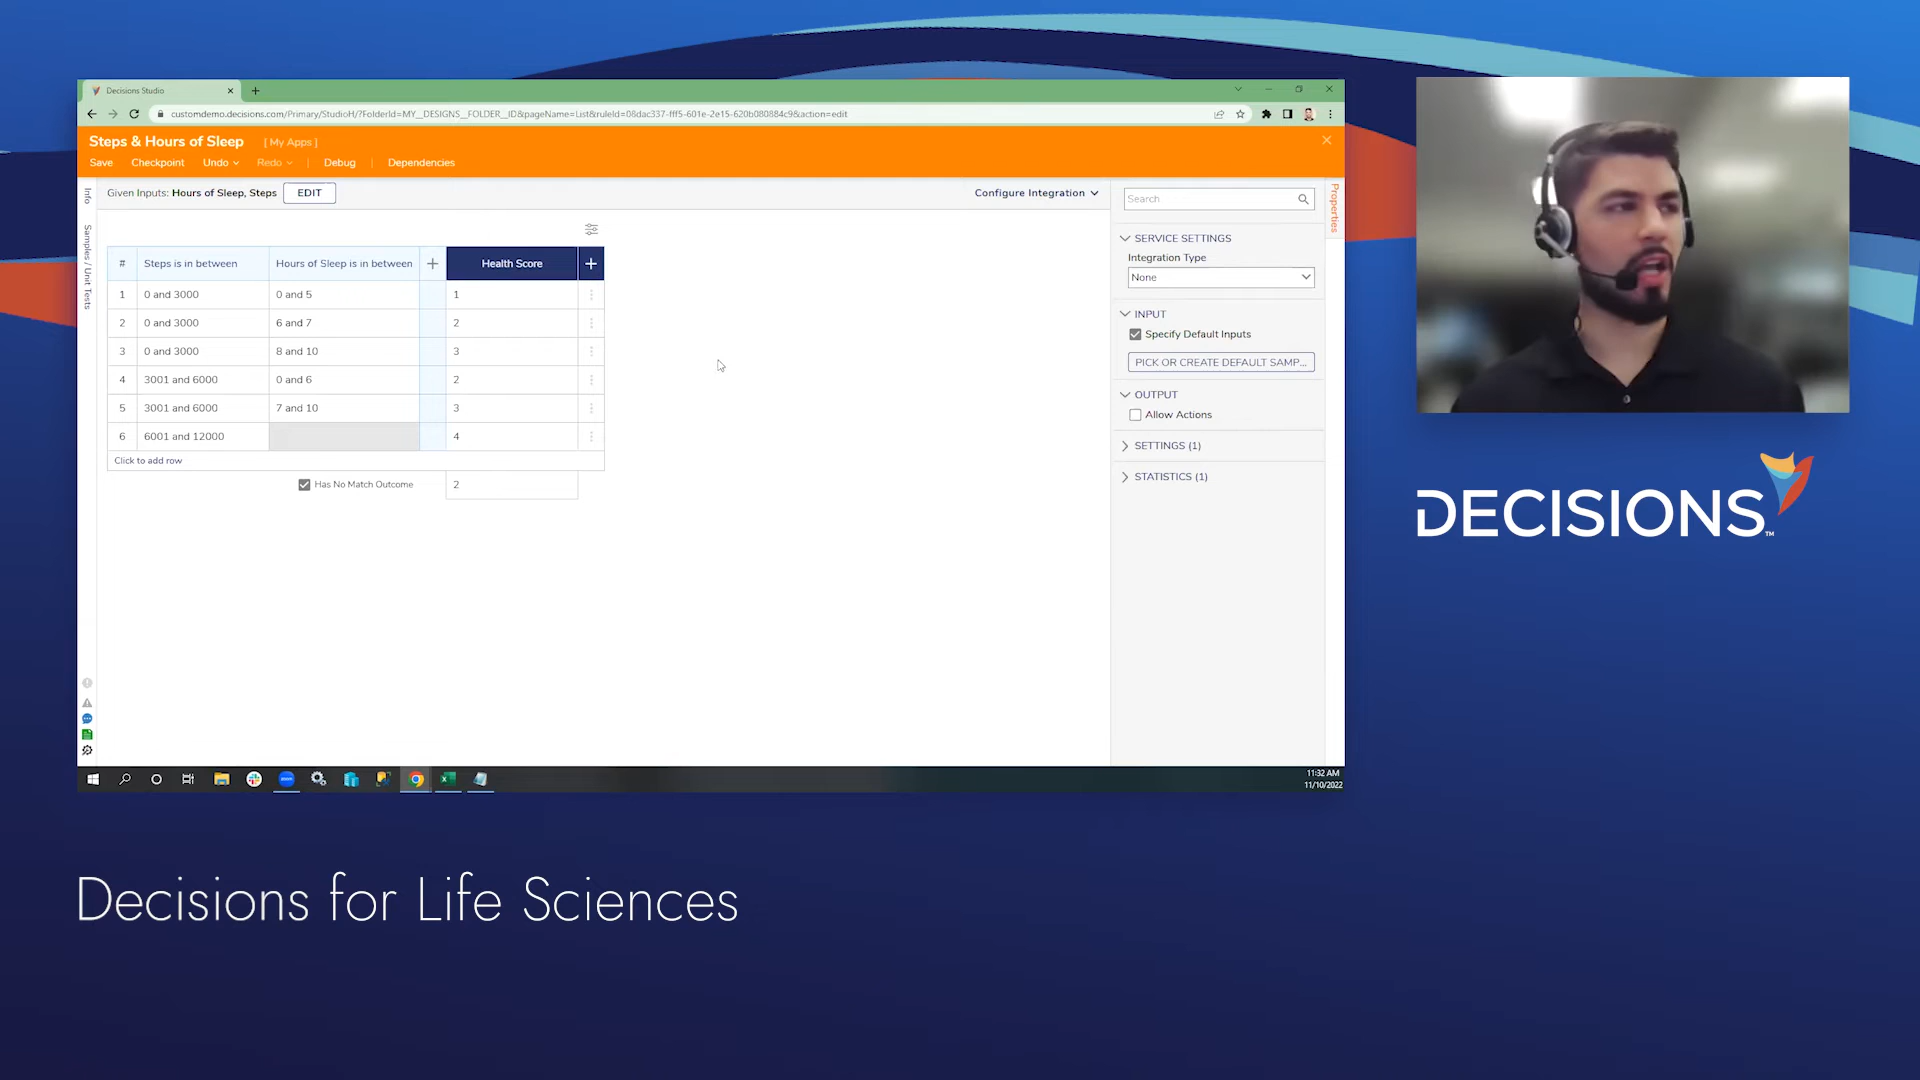 Decisions Studio
customdemo.decisions.com/Primary/StudioH/?FolderId=MY__DESIGNS__FOLDER__ID&pageName=List&ruleId=08dac337-fff5-601e-2e15-620b080884c9&action=edit
Steps & Hours of Sleep [ My Apps ]
Save Checkpoint Undo Redo | Debug | Dependencies
Info
Samples / Unit Tests
Given Inputs: Hours of Sleep, Steps EDIT
Configure Integration
# Steps is in between Hours of Sleep is in between + Health Score +
1 0 and 3000 0 and 5 1
2 0 and 3000 6 and 7 2
3 0 and 3000 8 and 10 3
4 3001 and 6000 0 and 6 2
5 3001 and 6000 7 and 10 3
6 6001 and 12000 4
Click to add row
Has No Match Outcome 2
Search
Properties
SERVICE SETTINGS
Integration Type
None
INPUT
Specify Default Inputs
PICK OR CREATE DEFAULT SAMP...
OUTPUT
Allow Actions
SETTINGS (1)
STATISTICS (1)
11:32 AM
11/10/2022
DECISIONS™
Decisions for Life Sciences